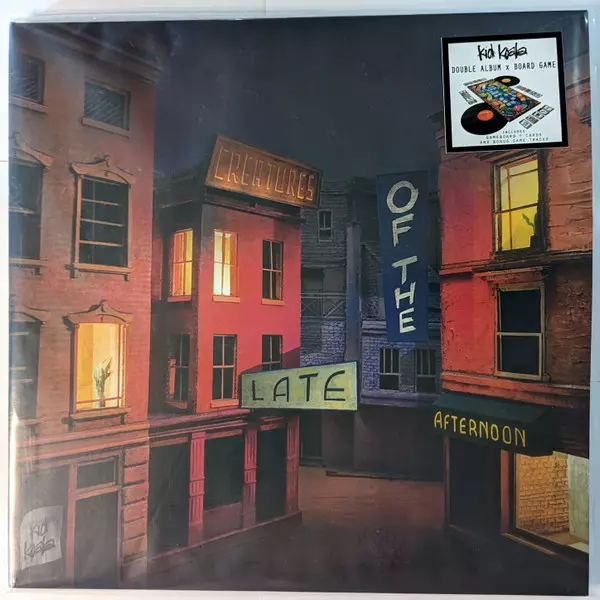 kid koala
DOUBLE ALBUM x BOARD GAME
INCLUDES
GAMEBOARD + CARDS
AND BONUS GAME TRACKS
CREATURES
OF THE
LATE
AFTERNOON
kid
koala